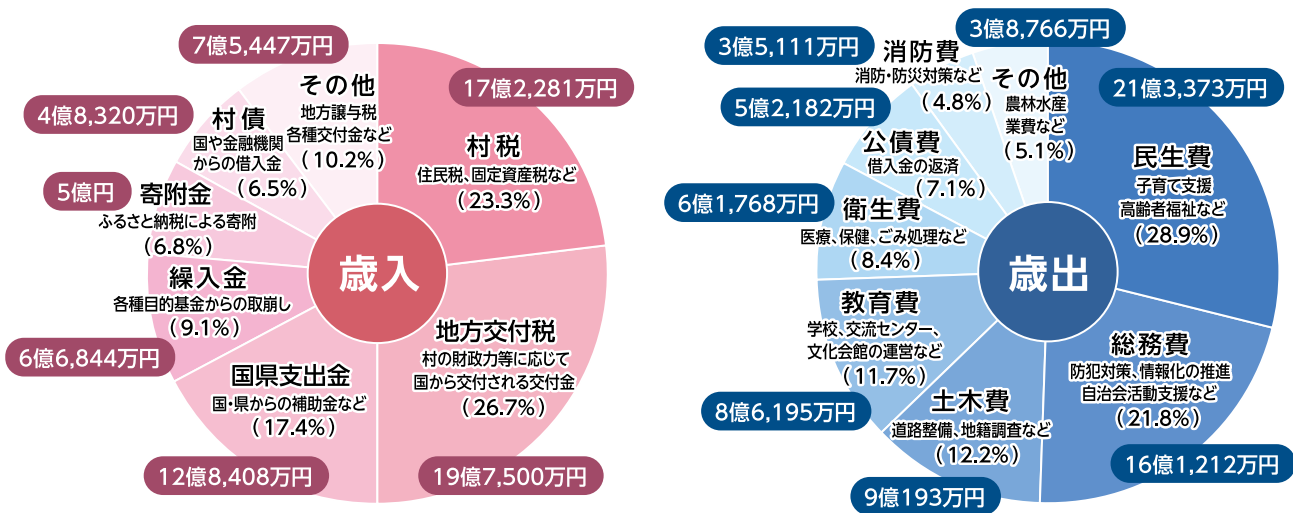 歳入
17億2,281万円
村税
住民税、固定資産税など
(23.3%)
19億7,500万円
地方交付税
村の財政力等に応じて
国から交付される交付金
(26.7%)
12億8,408万円
国県支出金
国・県からの補助金など
(17.4%)
6億6,844万円
繰入金
各種目的基金からの取崩し
(9.1%)
5億円
寄附金
ふるさと納税による寄附
(6.8%)
4億8,320万円
村債
国や金融機関
からの借入金
(6.5%)
7億5,447万円
その他
地方譲与税
各種交付金など
(10.2%)
歳出
21億3,373万円
民生費
子育て支援
高齢者福祉など
(28.9%)
16億1,212万円
総務費
防犯対策、情報化の推進
自治会活動支援など
(21.8%)
9億193万円
土木費
道路整備、地籍調査など
(12.2%)
8億6,195万円
教育費
学校、交流センター、
文化会館の運営など
(11.7%)
6億1,768万円
衛生費
医療、保健、ごみ処理など
(8.4%)
5億2,182万円
公債費
借入金の返済
(7.1%)
3億5,111万円
消防費
消防・防災対策など
(4.8%)
3億8,766万円
その他
農林水産
業費など
(5.1%)